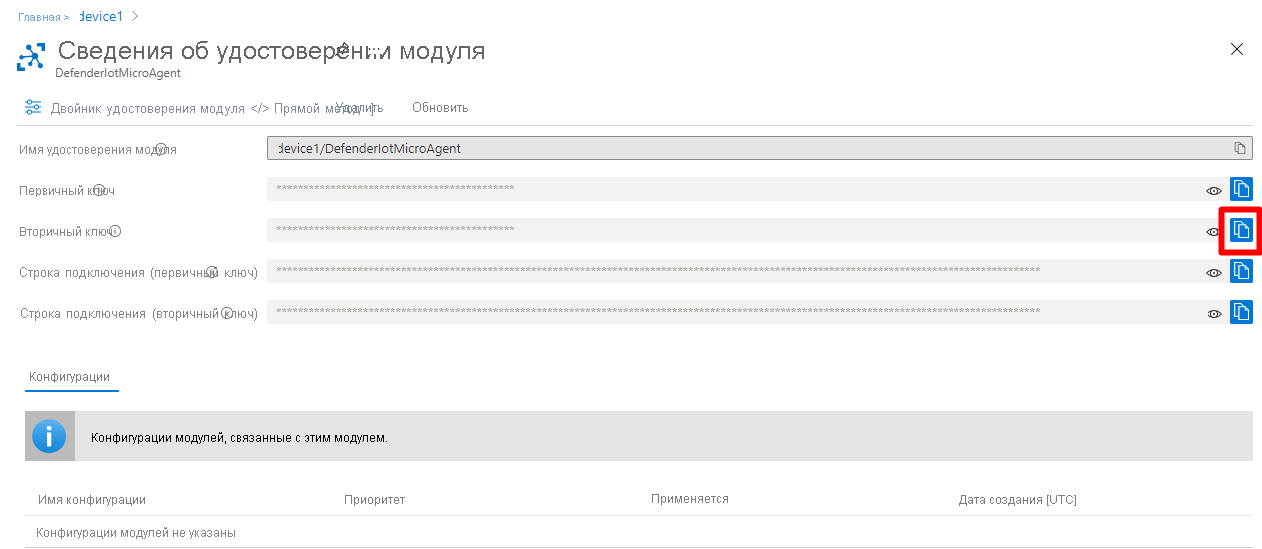 Главная > device1 >
Сведения об удостоверении модуля ...
DefenderIotMicroAgent
Двойник удостоверения модуля </> Прямой метод Удалить Обновить
Имя удостоверения модуля device1/DefenderIotMicroAgent
Первичный ключ ********************************************
Вторичный ключ ********************************************
Строка подключения (первичный ключ) **********************************************************************************************************************************************
Строка подключения (вторичный ключ) **********************************************************************************************************************************************
Конфигурации
Конфигурации модулей, связанные с этим модулем.
Имя конфигурации Приоритет Применяется Дата создания [UTC]
Конфигурации модулей не указаны